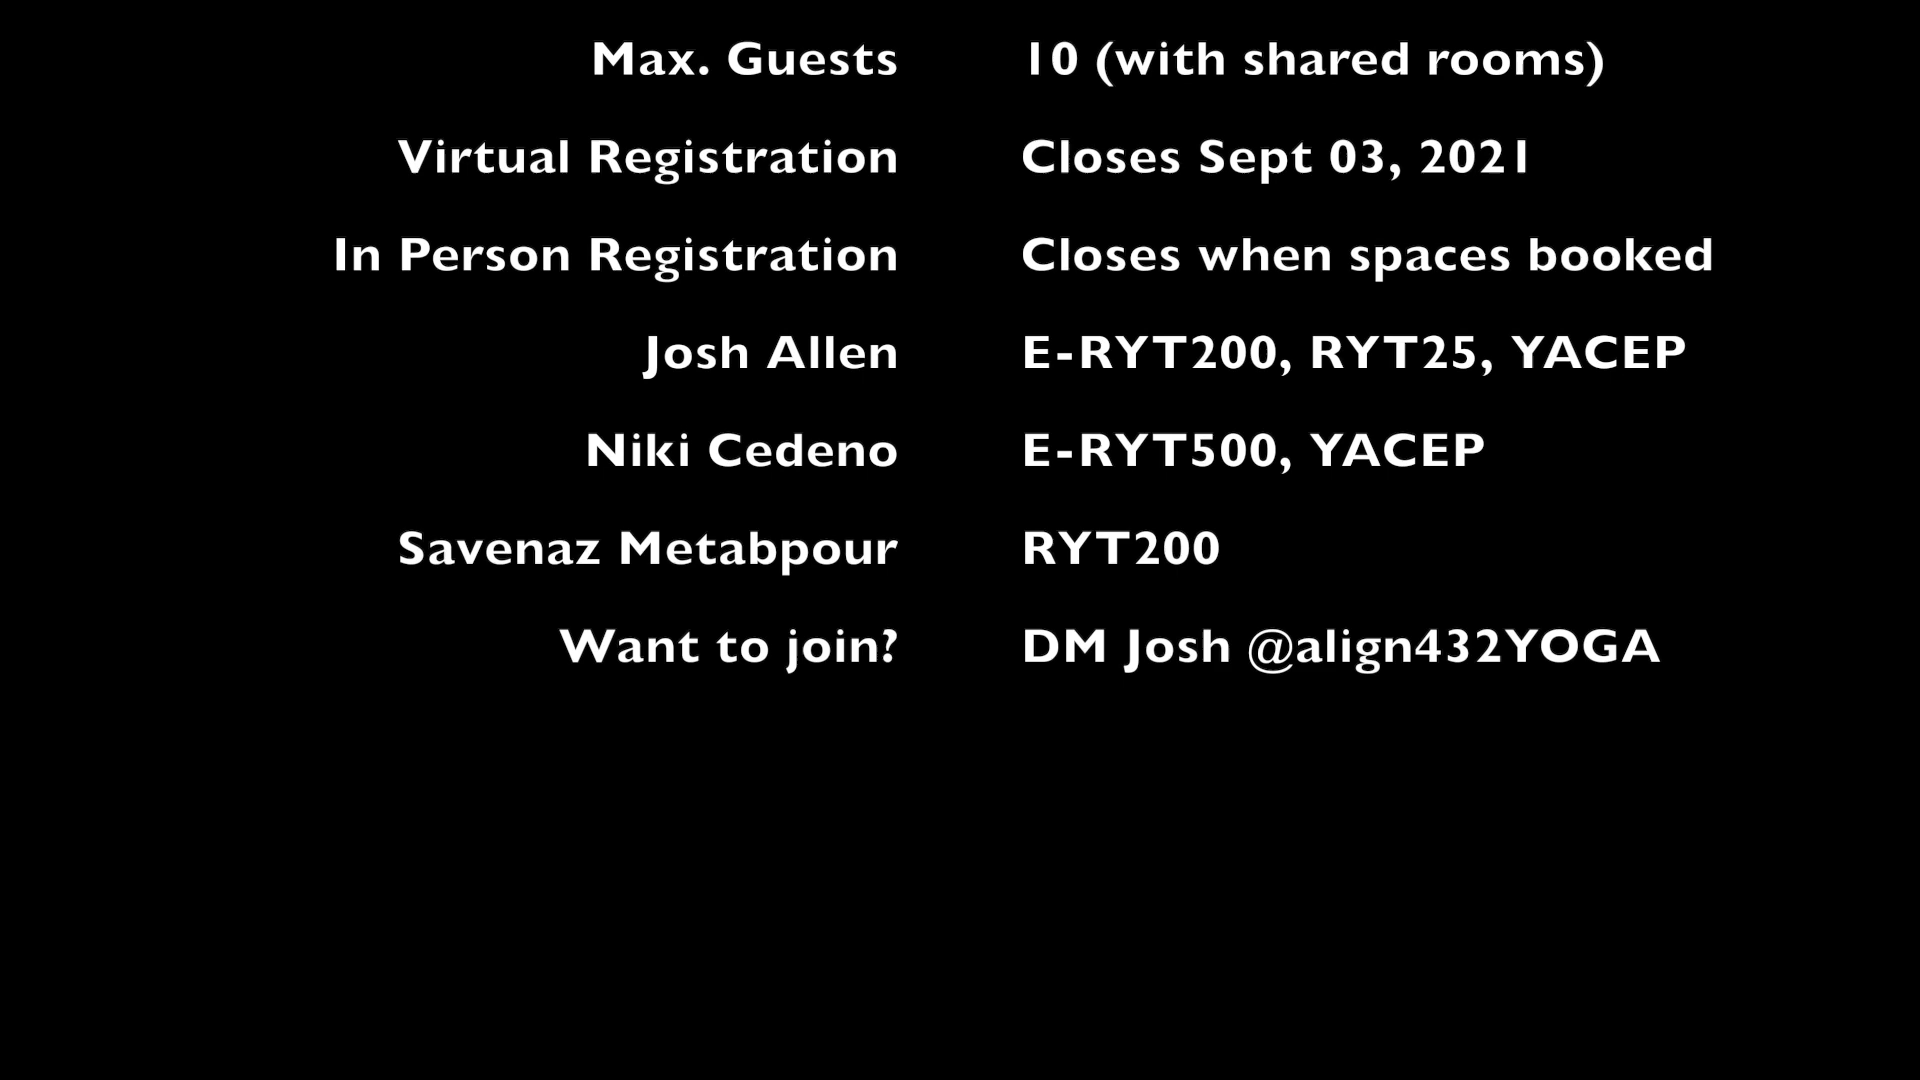 Max. Guests 10 (with shared rooms)
Virtual Registration Closes Sept 03, 2021
In Person Registration Closes when spaces booked
Josh Allen E-RYT200, RYT25, YACEP
Niki Cedeno E-RYT500, YACEP
Savenaz Metabpour RYT200
Want to join? DM Josh @align432YOGA